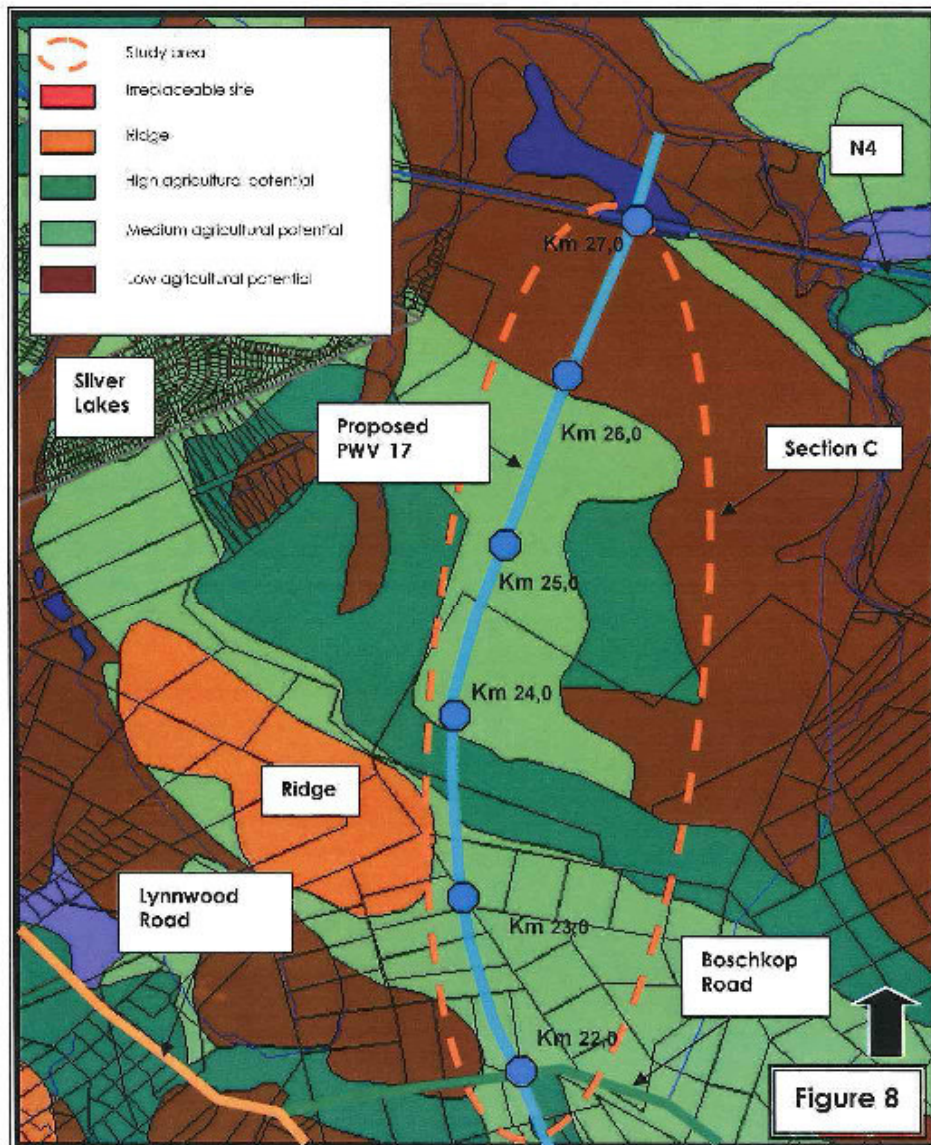 Study area
Irreplaceable site
Ridge
High agricultural potential
Medium agricultural potential
Low agricultural potential
N4
Km 27,0
Silver
Lakes
Proposed
PWV 17
Km 26,0
Section C
Km 25,0
Km 24,0
Ridge
Lynnwood
Road
Km 23,0
Boschkop
Road
Km 22,0
Figure 8